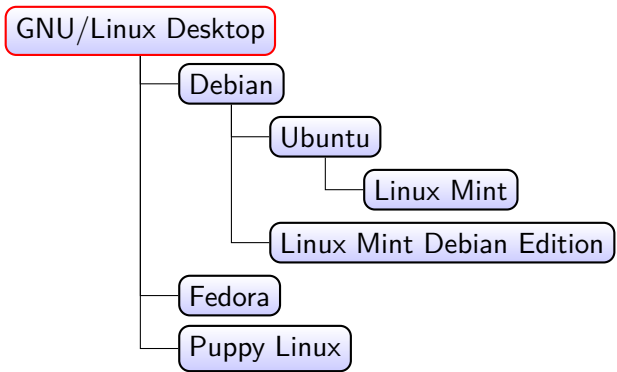 GNU/Linux Desktop
Debian
Ubuntu
Linux Mint
Linux Mint Debian Edition
Fedora
Puppy Linux